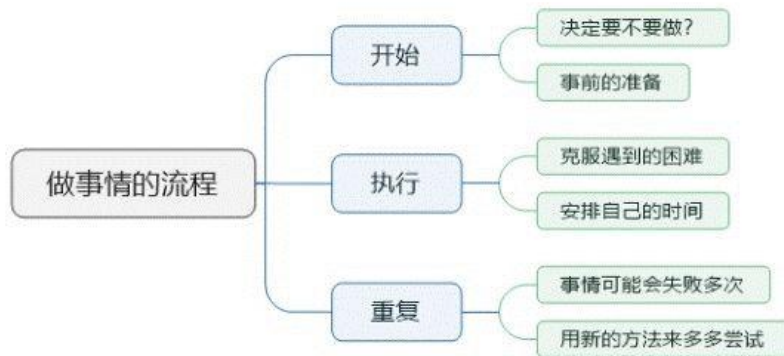 做事情的流程
开始
决定要不要做?
事前的准备
执行
克服遇到的困难
安排自己的时间
重复
事情可能会失败多次
用新的方法来多多尝试